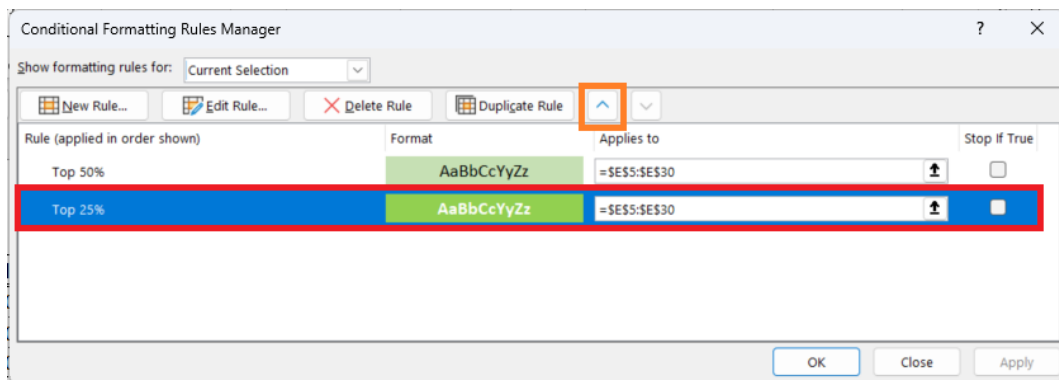 Conditional Formatting Rules Manager ?
Show formatting rules for: Current Selection
New Rule... Edit Rule... Delete Rule Duplicate Rule
Rule (applied in order shown) Format Applies to Stop If True
Top 50% AaBbCcYyZz =$E$5:$E$30
Top 25% AaBbCcYyZz =$E$5:$E$30
OK Close Apply